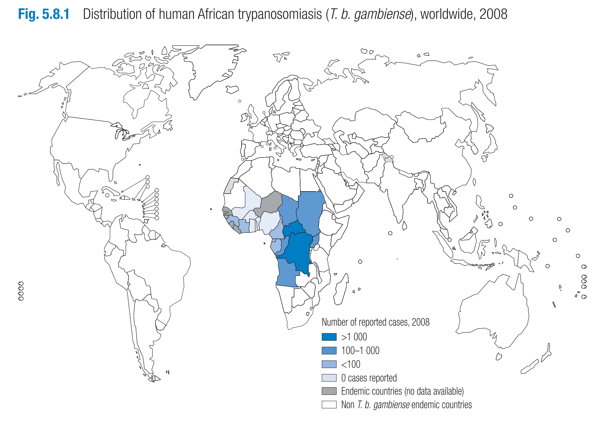 Fig. 5.8.1 Distribution of human African trypanosomiasis (T. b. gambiense), worldwide, 2008
Number of reported cases, 2008
>1 000
100–1 000
<100
0 cases reported
Endemic countries (no data available)
Non T. b. gambiense endemic countries